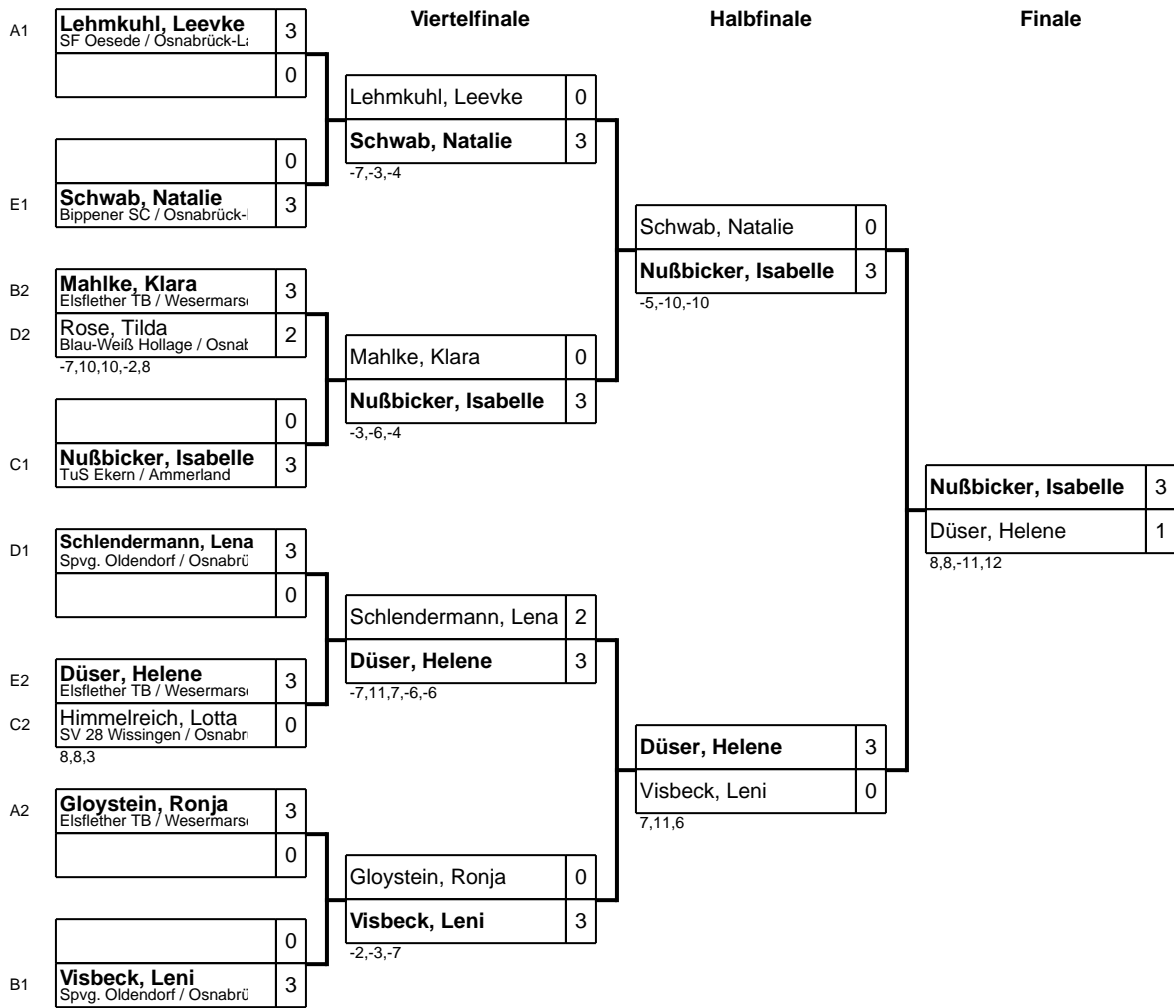 Viertelfinale
Halbfinale
Finale
A1 Lehmkuhl, Leevke 3
SF Oesede / Osnabrück-La
0
0
E1 Schwab, Natalie 3
Bippener SC / Osnabrück-
B2 Mahlke, Klara 3
Elsflether TB / Wesermars
D2 Rose, Tilda 2
Blau-Weiß Hollage / Osnab
-7,10,10,-2,8
0
C1 Nußbicker, Isabelle 3
TuS Ekern / Ammerland
D1 Schlendermann, Lena 3
Spvg. Oldendorf / Osnabrü
0
E2 Düser, Helene 3
Elsflether TB / Wesermars
C2 Himmelreich, Lotta 0
SV 28 Wissingen / Osnabr
8,8,3
A2 Gloystein, Ronja 3
Elsflether TB / Wesermars
0
0
B1 Visbeck, Leni 3
Spvg. Oldendorf / Osnabrü
Lehmkuhl, Leevke 0
Schwab, Natalie 3
-7,-3,-4
Mahlke, Klara 0
Nußbicker, Isabelle 3
-3,-6,-4
Schlendermann, Lena 2
Düser, Helene 3
-7,11,7,-6,-6
Gloystein, Ronja 0
Visbeck, Leni 3
-2,-3,-7
Schwab, Natalie 0
Nußbicker, Isabelle 3
-5,-10,-10
Düser, Helene 3
Visbeck, Leni 0
7,11,6
Nußbicker, Isabelle 3
Düser, Helene 1
8,8,-11,12